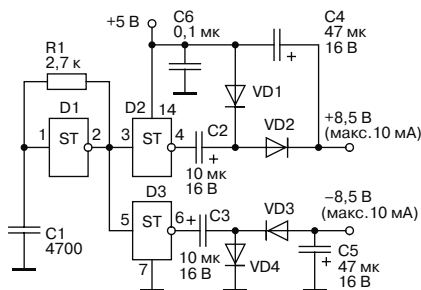 +5 В
C6
0,1 мк
C4
47 мк
16 В
R1
2,7 к
D1
ST
1
2
D2
14
ST
3
4
C2
+
10 мк
16 В
VD1
VD2
+
+8,5 В
(макс.10 мА)
D3
ST
5
6
7
+
C3
10 мк
16 В
VD3
VD4
−8,5 В
(макс.10 мА)
C5
+
47 мк
16 В
C1
4700